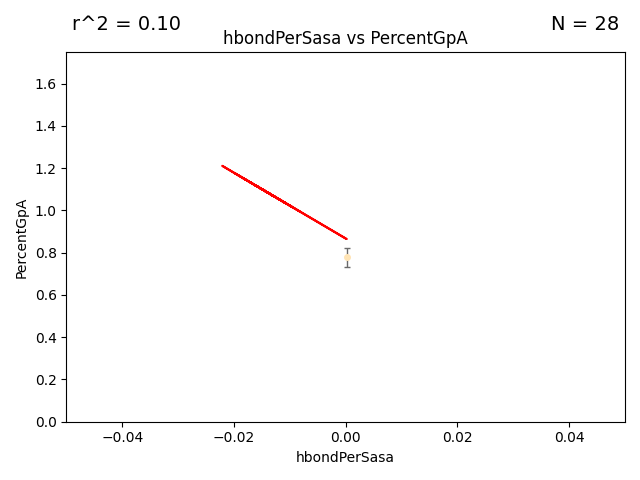 r^2 = 0.10
N = 28
hbondPerSasa vs PercentGpA
PercentGpA
1.6
1.4
1.2
1.0
0.8
0.6
0.4
0.2
0.0
−0.04
−0.02
0.00
0.02
0.04
hbondPerSasa